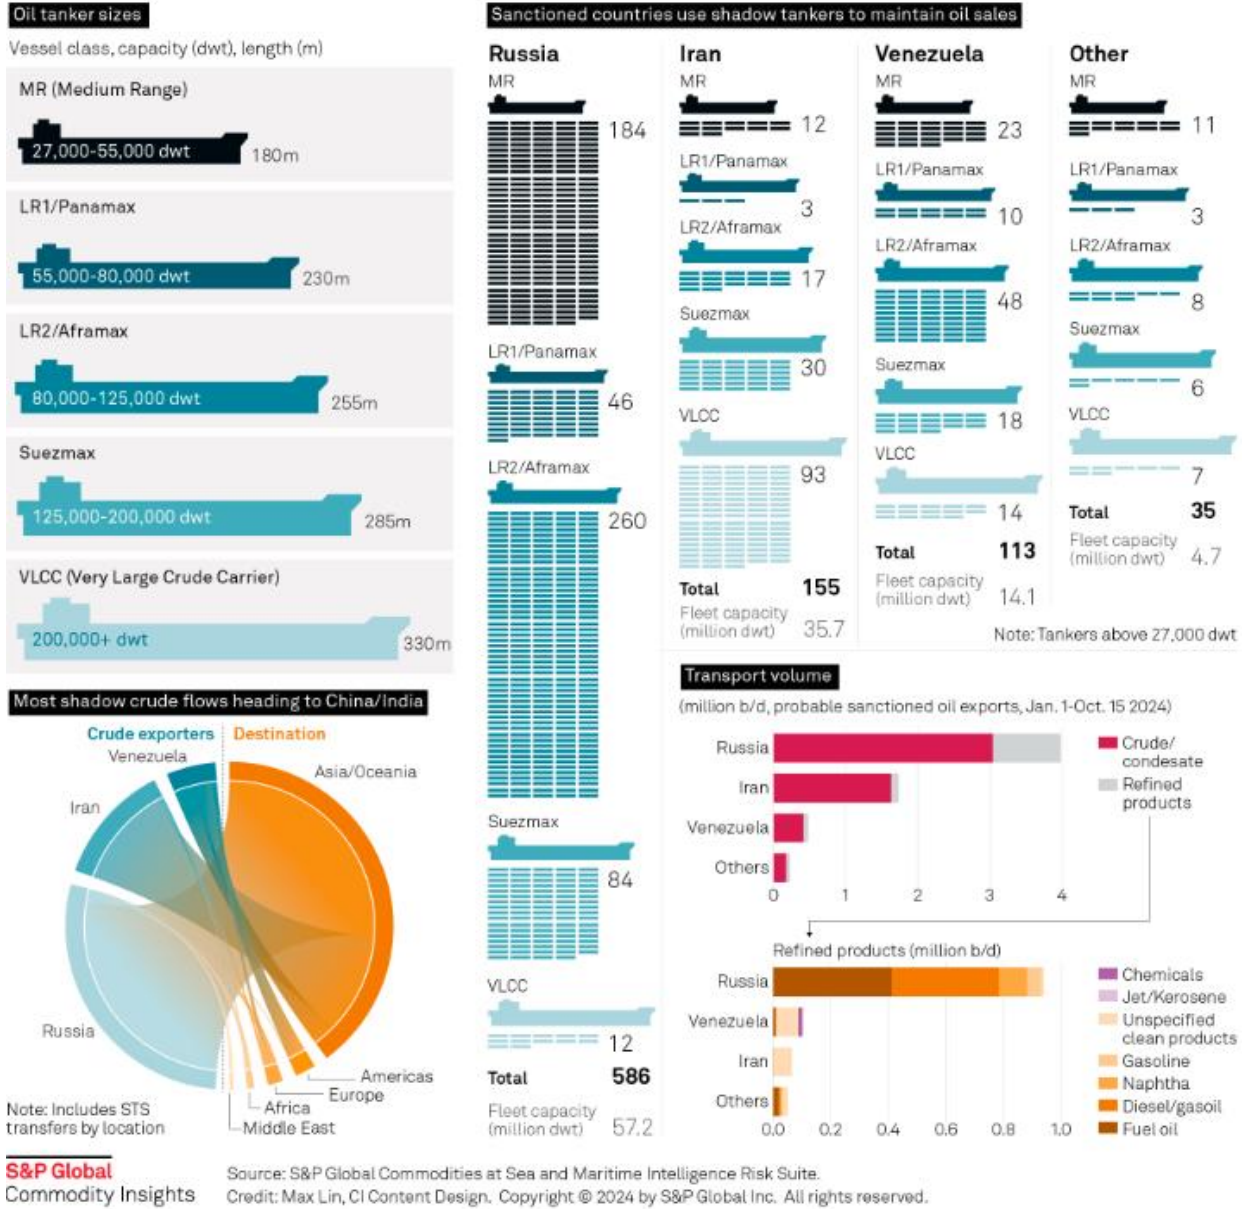 Oil tanker sizes
Vessel class, capacity (dwt), length (m)
MR (Medium Range)
27,000-55,000 dwt
180m
LR1/Panamax
55,000-80,000 dwt
230m
LR2/Aframax
80,000-125,000 dwt
255m
Suezmax
125,000-200,000 dwt
285m
VLCC (Very Large Crude Carrier)
200,000+ dwt
330m
Most shadow crude flows heading to China/India
Crude exporters
Destination
Venezuela
Asia/Oceania
Iran
Russia
Americas
Europe
Africa
Middle East
Note: Includes STS
transfers by location
Sanctioned countries use shadow tankers to maintain oil sales
Russia
MR
184
LR1/Panamax
46
LR2/Aframax
260
Suezmax
84
VLCC
12
Total 586
Fleet capacity
(million dwt) 57.2
Iran
MR
12
LR1/Panamax
3
LR2/Aframax
17
Suezmax
30
VLCC
93
Total 155
Fleet capacity
(million dwt) 35.7
Venezuela
MR
23
LR1/Panamax
10
LR2/Aframax
48
Suezmax
18
VLCC
14
Total 113
Fleet capacity
(million dwt) 14.1
Other
MR
11
LR1/Panamax
3
LR2/Aframax
8
Suezmax
6
VLCC
7
Total 35
Fleet capacity
(million dwt) 4.7
Note: Tankers above 27,000 dwt
Transport volume
(million b/d, probable sanctioned oil exports, Jan. 1-Oct. 15 2024)
Russia
Iran
Venezuela
Others
0 1 2 3 4
Crude/
condesate
Refined
products
Refined products (million b/d)
Russia
Venezuela
Iran
Others
0.0 0.2 0.4 0.6 0.8 1.0
Chemicals
Jet/Kerosene
Unspecified
clean products
Gasoline
Naphtha
Diesel/gasoil
Fuel oil
S&P Global
Commodity Insights
Source: S&P Global Commodities at Sea and Maritime Intelligence Risk Suite.
Credit: Max Lin, CI Content Design. Copyright © 2024 by S&P Global Inc. All rights reserved.